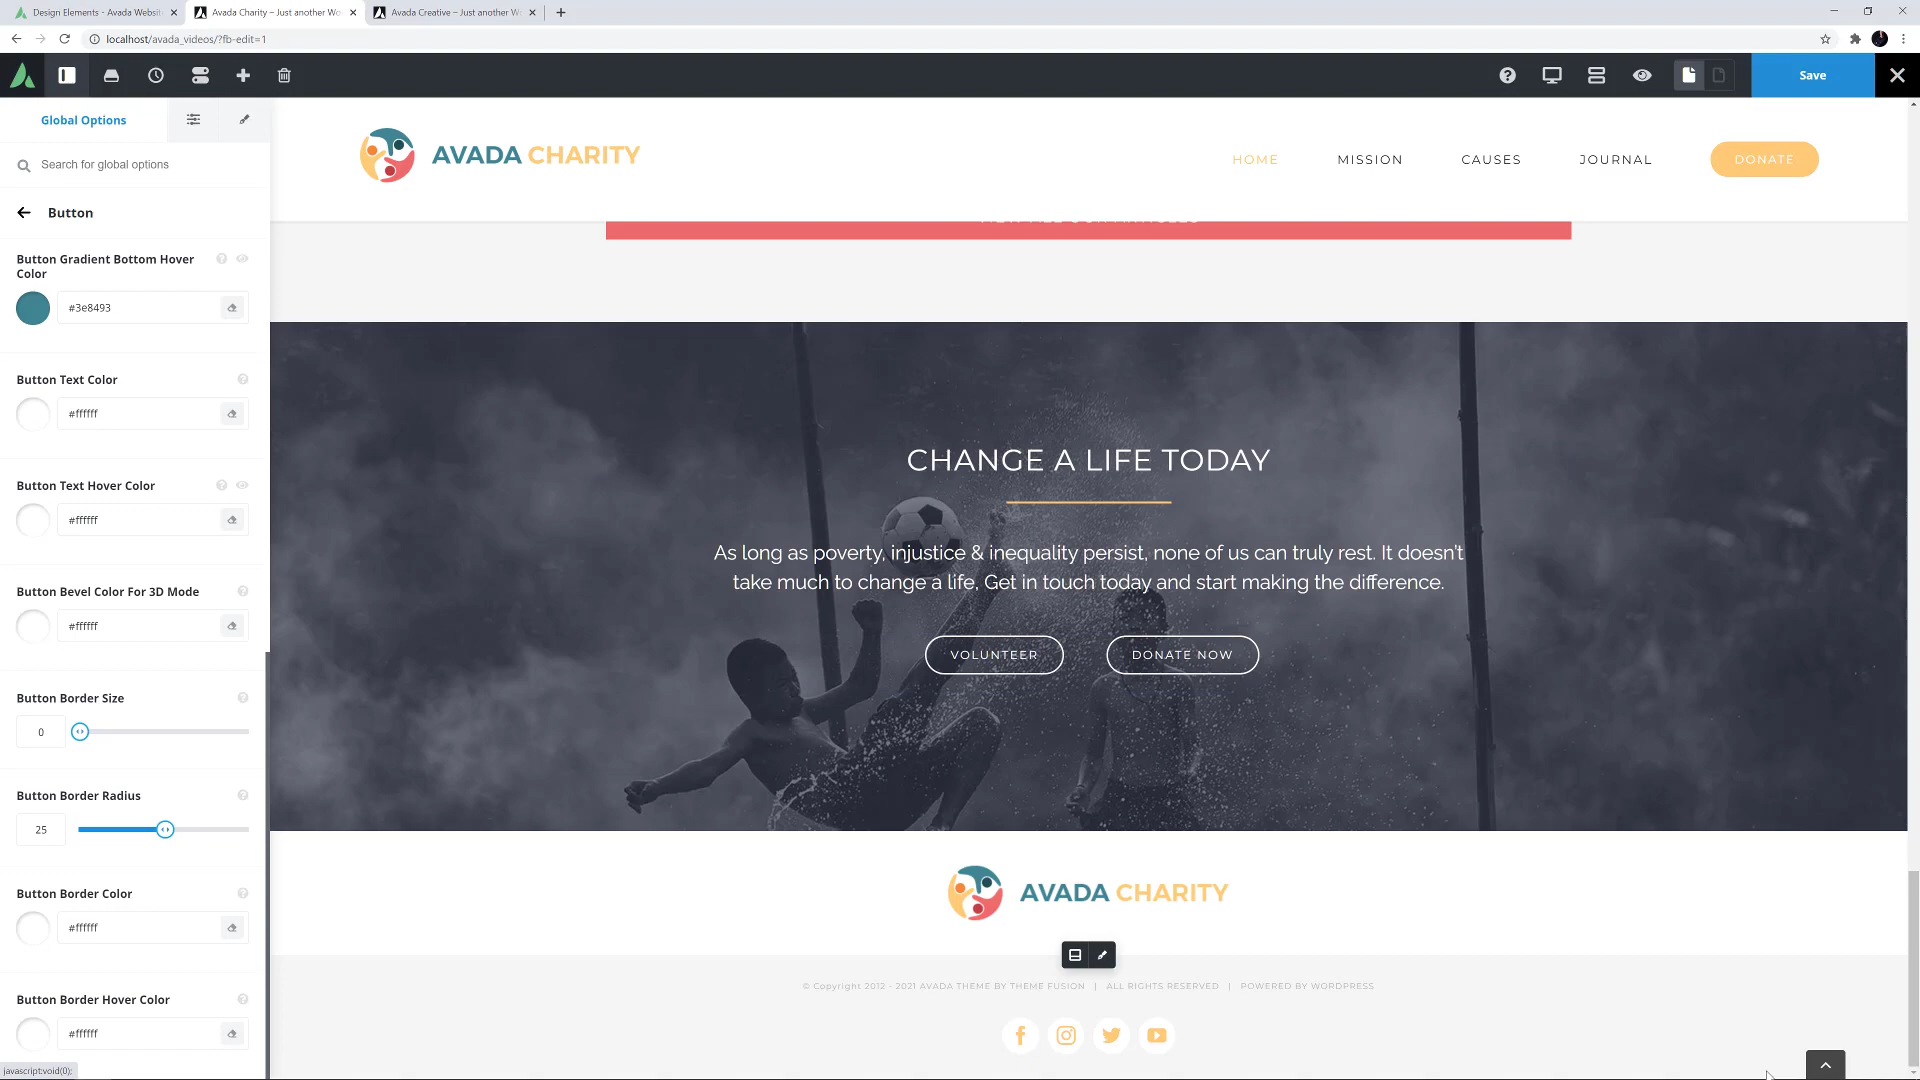 Design Elements - Avada Websit
Avada Charity – Just another Wo
Avada Creative – Just another W
localhost/avada_videos/?fb-edit=1
Save
Global Options
Search for global options
Button
Button Gradient Bottom Hover
Color
#3e8493
Button Text Color
#ffffff
Button Text Hover Color
#ffffff
Button Bevel Color For 3D Mode
#ffffff
Button Border Size
0
Button Border Radius
25
Button Border Color
#ffffff
Button Border Hover Color
#ffffff
javascript:void(0);
AVADA CHARITY
HOME
MISSION
CAUSES
JOURNAL
DONATE
CHANGE A LIFE TODAY
As long as poverty, injustice & inequality persist, none of us can truly rest. It doesn't
take much to change a life, Get in touch today and start making the difference.
VOLUNTEER
DONATE NOW
AVADA CHARITY
© Copyright 2012 - 2021 AVADA THEME BY THEME FUSION | ALL RIGHTS RESERVED | POWERED BY WORDPRESS